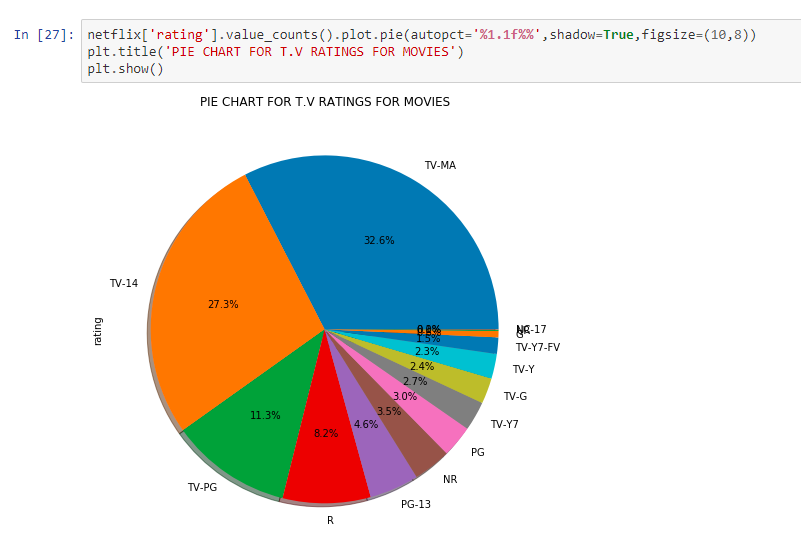 In [27]: netflix['rating'].value_counts().plot.pie(autopct='%1.1f%%',shadow=True,figsize=(10,8))
plt.title('PIE CHART FOR T.V RATINGS FOR MOVIES')
plt.show()
PIE CHART FOR T.V RATINGS FOR MOVIES
TV-MA
32.6%
TV-14
27.3%
rating
NC-17
G
1.5%
TV-Y7-FV
2.3%
TV-Y
2.4%
TV-G
2.7%
TV-Y7
3.0%
PG
3.5%
NR
4.6%
PG-13
8.2%
R
11.3%
TV-PG